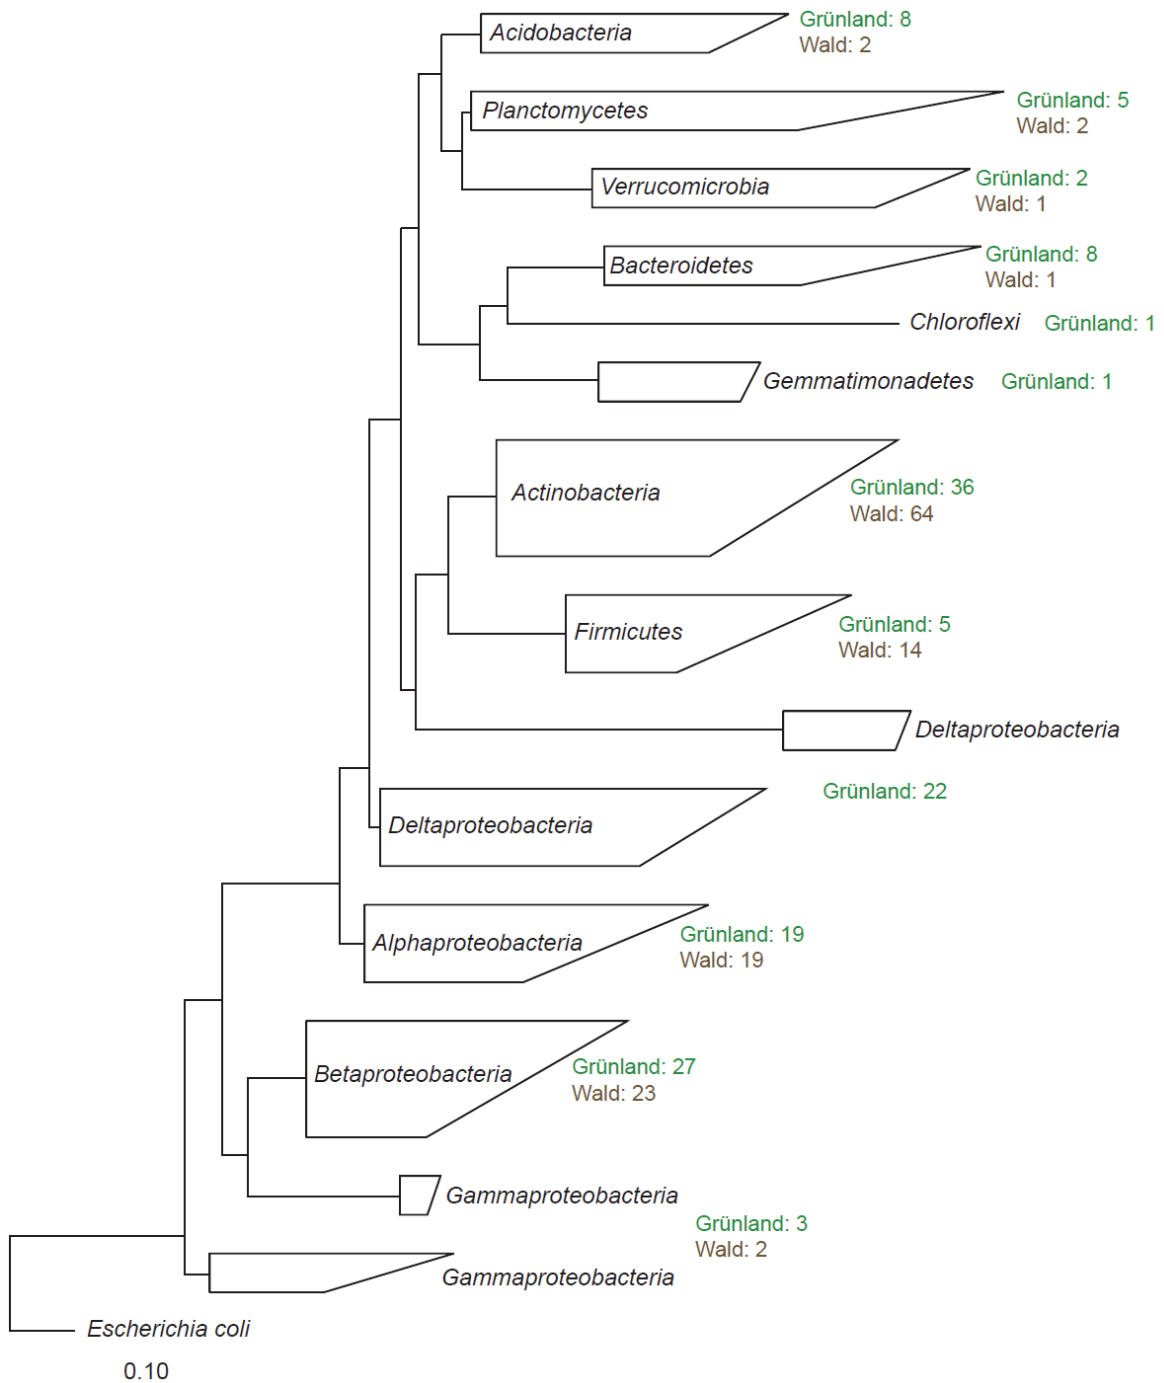 Acidobacteria
Grünland: 8
Wald: 2
Planctomycetes
Grünland: 5
Wald: 2
Verrucomicrobia
Grünland: 2
Wald: 1
Bacteroidetes
Grünland: 8
Wald: 1
Chloroflexi Grünland: 1
Gemmatimonadetes Grünland: 1
Actinobacteria
Grünland: 36
Wald: 64
Firmicutes
Grünland: 5
Wald: 14
Deltaproteobacteria
Grünland: 22
Deltaproteobacteria
Alphaproteobacteria
Grünland: 19
Wald: 19
Betaproteobacteria
Grünland: 27
Wald: 23
Gammaproteobacteria
Grünland: 3
Wald: 2
Gammaproteobacteria
Escherichia coli
0.10